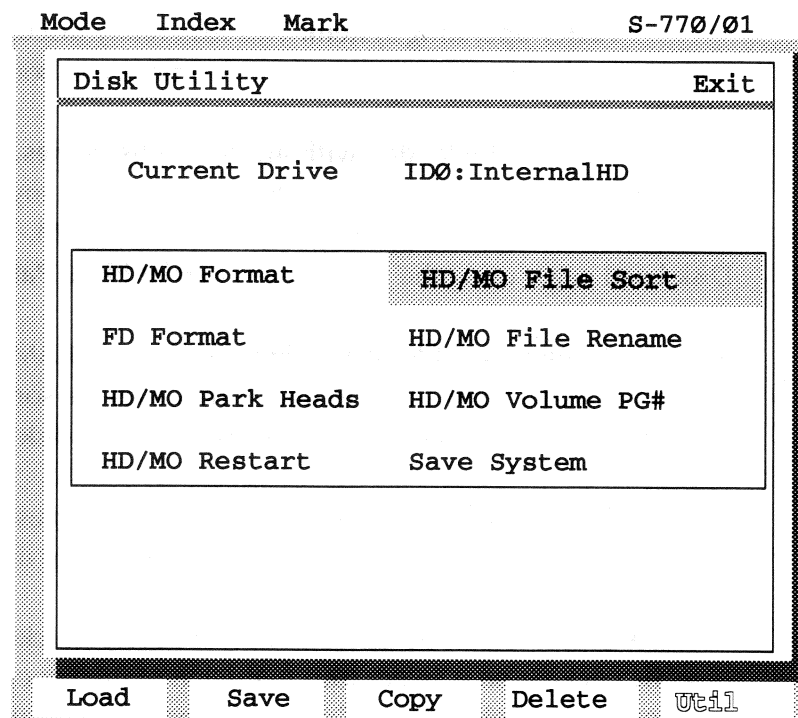 Mode Index Mark S-770/01
Disk Utility Exit
Current Drive ID0:InternalHD
HD/MO Format HD/MO File Sort
FD Format HD/MO File Rename
HD/MO Park Heads HD/MO Volume PG#
HD/MO Restart Save System
Load Save Copy Delete Util